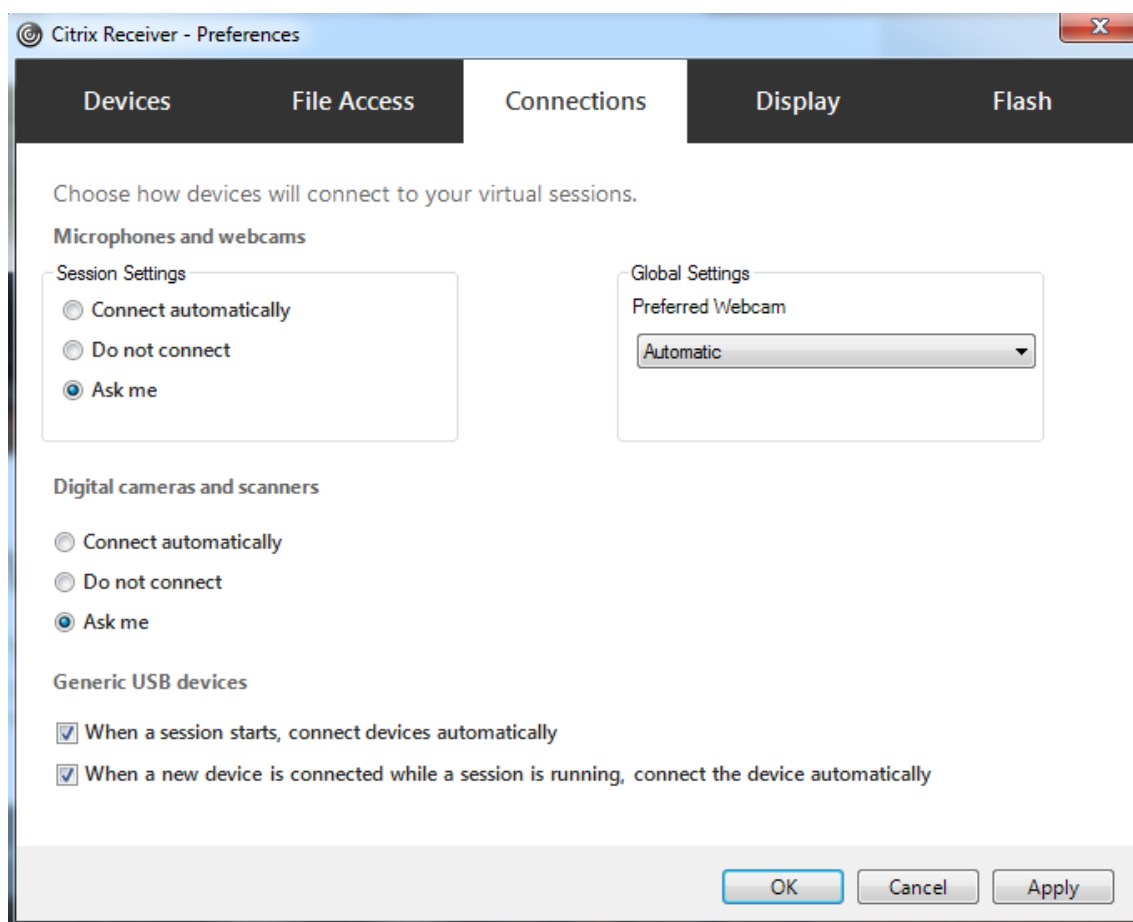 Citrix Receiver - Preferences
Devices File Access Connections Display Flash
Choose how devices will connect to your virtual sessions.
Microphones and webcams
Session Settings
Connect automatically
Do not connect
Ask me
Global Settings
Preferred Webcam
Automatic
Digital cameras and scanners
Connect automatically
Do not connect
Ask me
Generic USB devices
When a session starts, connect devices automatically
When a new device is connected while a session is running, connect the device automatically
OK Cancel Apply